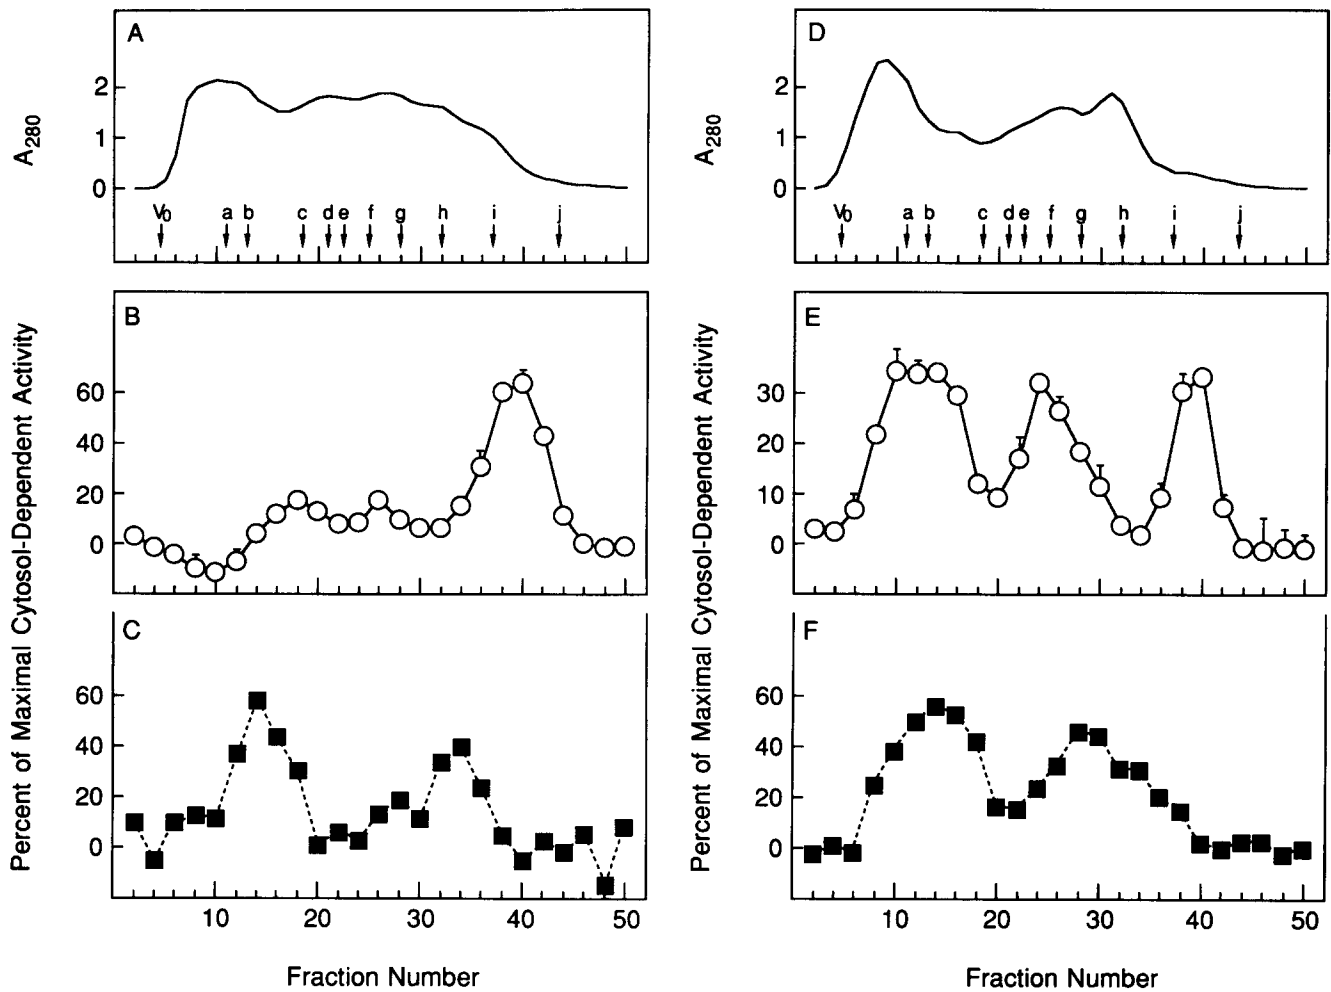 A
A280
2
1
0
V0 a b c d e f g h i j
D
A280
2
1
0
V0 a b c d e f g h i j
Percent of Maximal Cytosol-Dependent Activity
B
60
40
20
0
C
60
40
20
0
10 20 30 40 50
Fraction Number
Percent of Maximal Cytosol-Dependent Activity
E
30
20
10
0
F
60
40
20
0
10 20 30 40 50
Fraction Number